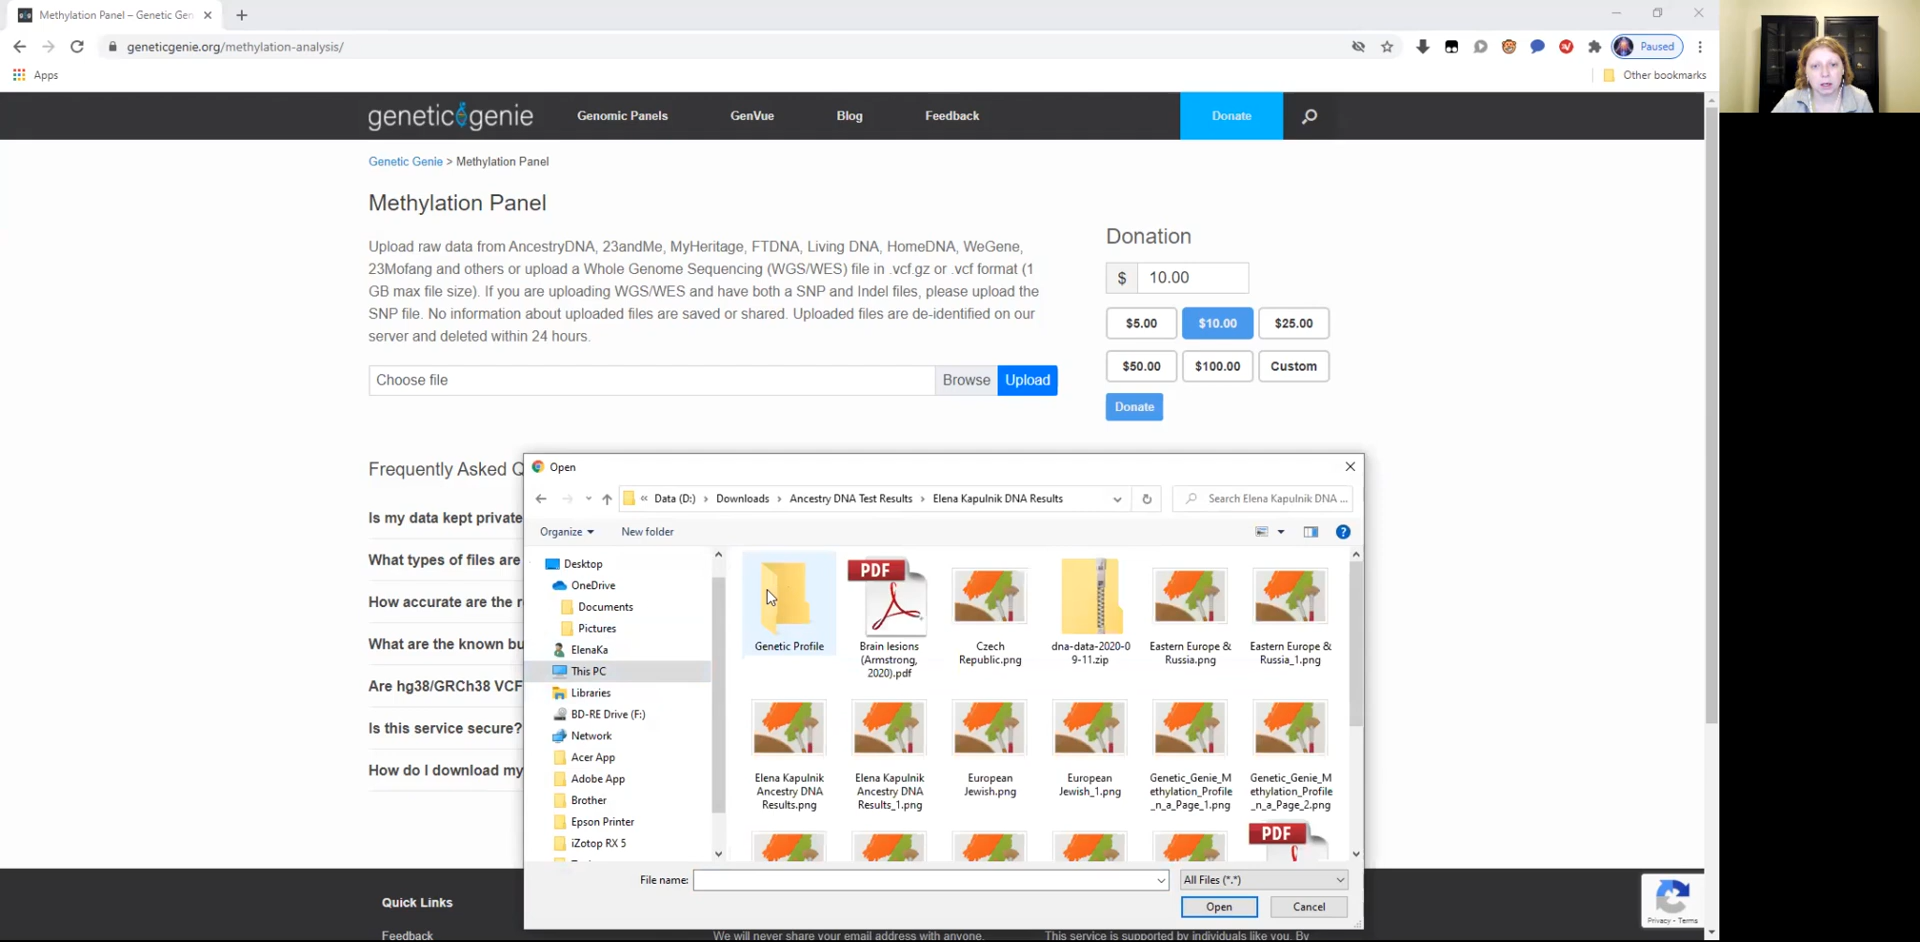 Methylation Panel – Genetic Gen
geneticgenie.org/methylation-analysis/
Paused
Apps
Other bookmarks
genetic genie
Genomic Panels
GenVue
Blog
Feedback
Donate
Genetic Genie > Methylation Panel
Methylation Panel
Upload raw data from AncestryDNA, 23andMe, MyHeritage, FTDNA, Living DNA, HomeDNA, WeGene,
23Mofang and others or upload a Whole Genome Sequencing (WGS/WES) file in .vcf.gz or .vcf format (1
GB max file size). If you are uploading WGS/WES and have both a SNP and Indel files, please upload the
SNP file. No information about uploaded files are saved or shared. Uploaded files are de-identified on our
server and deleted within 24 hours.
Choose file
Browse
Upload
Donation
$ 10.00
$5.00
$10.00
$25.00
$50.00
$100.00
Custom
Donate
Frequently Asked Q
Is my data kept private
What types of files are
How accurate are the r
What are the known bu
Are hg38/GRCh38 VCF
Is this service secure?
How do I download my
Open
« Data (D:) › Downloads › Ancestry DNA Test Results › Elena Kapulnik DNA Results
Search Elena Kapulnik DNA ...
Organize
New folder
Desktop
OneDrive
Documents
Pictures
ElenaKa
This PC
Libraries
BD-RE Drive (F:)
Network
Acer App
Adobe App
Brother
Epson Printer
iZotop RX 5
Genetic Profile
PDF
Brain lesions
(Armstrong,
2020).pdf
Czech
Republic.png
dna-data-2020-0
9-11.zip
Eastern Europe &
Russia.png
Eastern Europe &
Russia_1.png
Elena Kapulnik
Ancestry DNA
Results.png
Elena Kapulnik
Ancestry DNA
Results_1.png
European
Jewish.png
European
Jewish_1.png
Genetic_Genie_M
ethylation_Profile
_n_a_Page_1.png
Genetic_Genie_M
ethylation_Profile
_n_a_Page_2.png
PDF
File name:
All Files (*.*)
Open
Cancel
Quick Links
Feedback
We will never share your email address with anyone.
This service is supported by individuals like you. By
Privacy - Terms